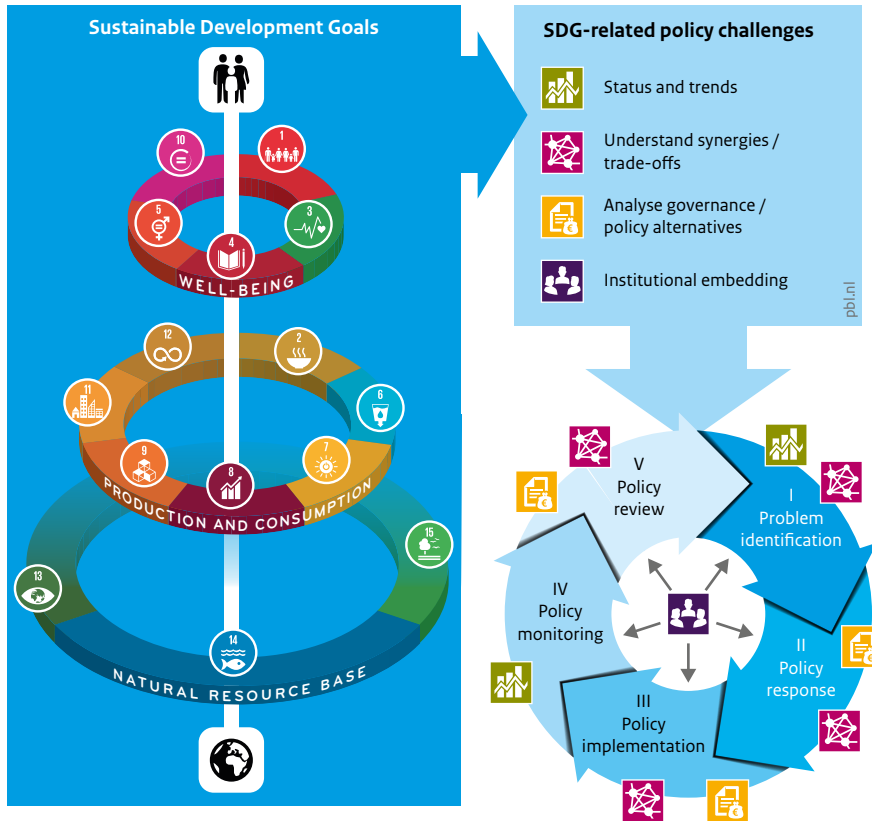 Sustainable Development Goals
10
1
5
3
4
WELL-BEING
12
2
11
6
9
7
8
PRODUCTION AND CONSUMPTION
15
13
14
NATURAL RESOURCE BASE
SDG-related policy challenges
Status and trends
Understand synergies /
trade-offs
Analyse governance /
policy alternatives
Institutional embedding
pbl.nl
V
Policy
review
I
Problem
identification
IV
Policy
monitoring
II
Policy
response
III
Policy
implementation
€
€
€
€